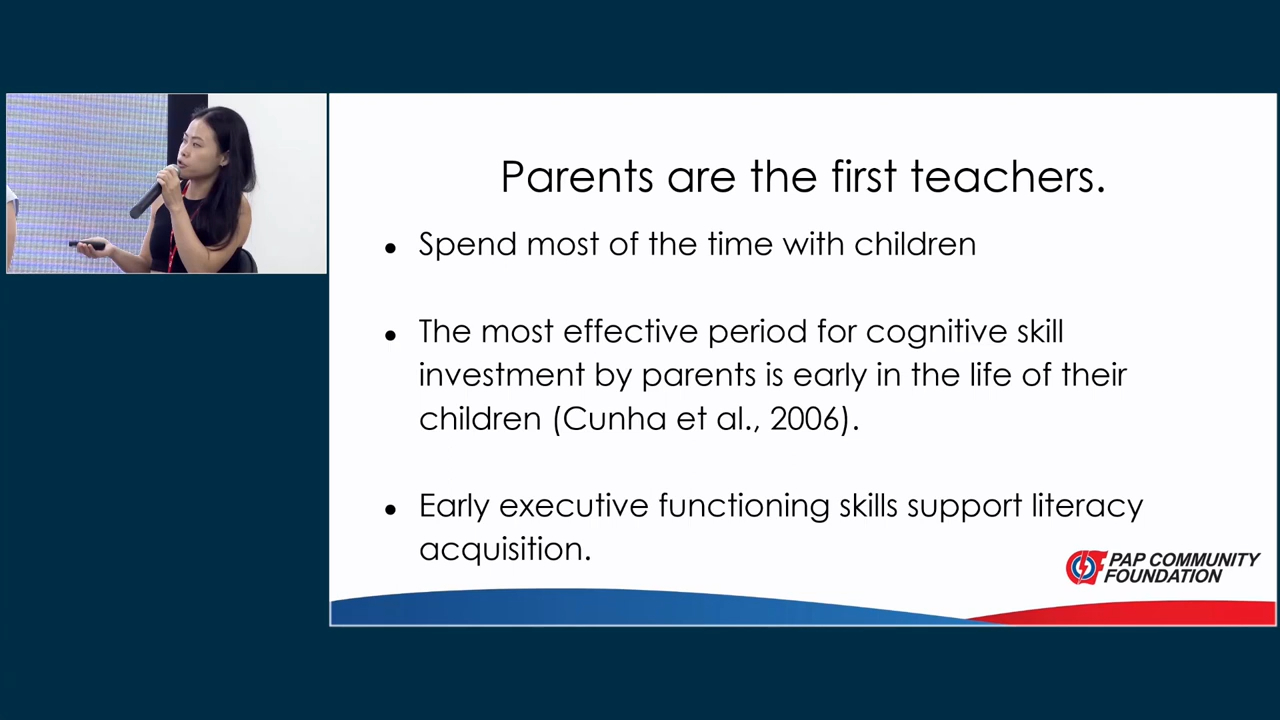 Parents are the first teachers.
• Spend most of the time with children
• The most effective period for cognitive skill
investment by parents is early in the life of their
children (Cunha et al., 2006).
• Early executive functioning skills support literacy
acquisition.
PAP COMMUNITY
FOUNDATION